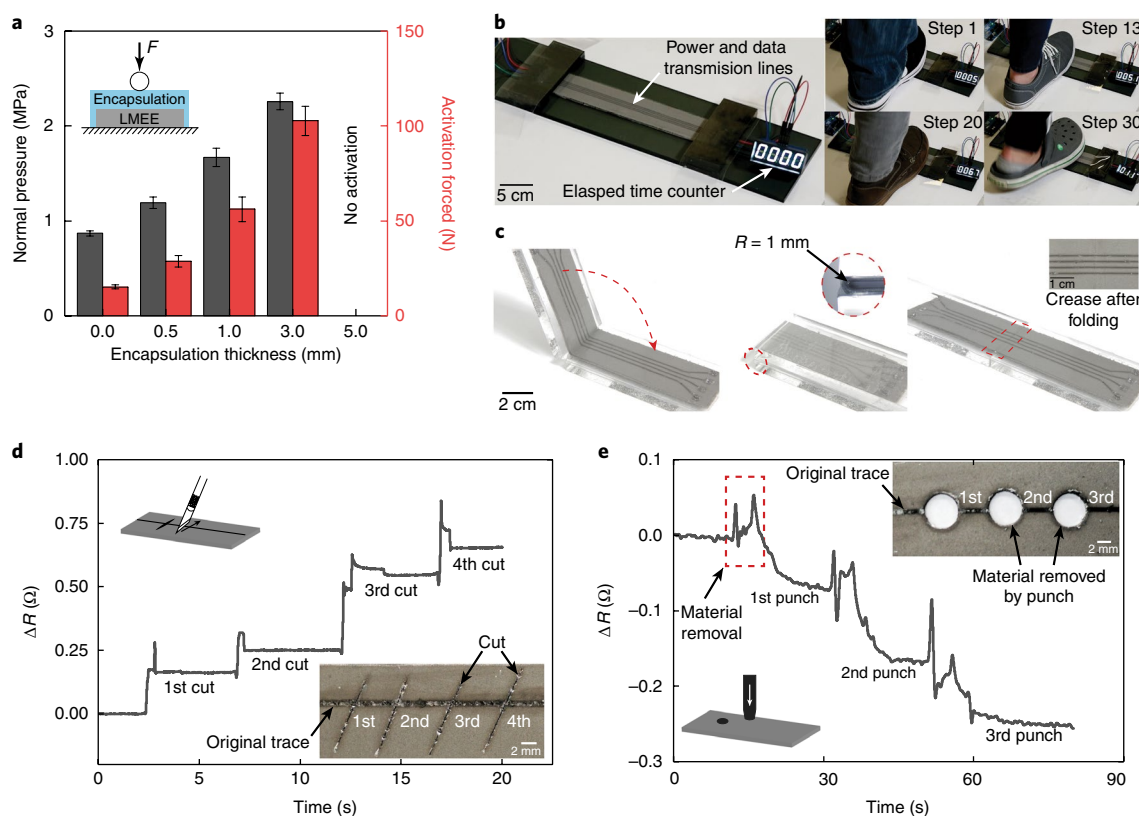 a
3
2
1
0
Normal pressure (MPa)
F
Encapsulation
LMEE
No activation
150
100
50
0
Activation forced (N)
0.0 0.5 1.0 3.0 5.0
Encapsulation thickness (mm)
b
Power and data
transmision lines
10000
Elasped time counter
5 cm
Step 1
10005
Step 13
10051
Step 20
10067
Step 30
1011
c
R = 1 mm
2 cm
1 cm
Crease after
folding
d
1.00
0.75
0.50
0.25
0.00
ΔR (Ω)
1st cut
2nd cut
3rd cut
4th cut
Cut
1st 2nd 3rd 4th
Original trace
2 mm
0 5 10 15 20
Time (s)
e
0.1
0.0
−0.1
−0.2
−0.3
ΔR (Ω)
Original trace
1st 2nd 3rd
2 mm
Material removed
by punch
Material
removal
1st punch
2nd punch
3rd punch
0 30 60 90
Time (s)